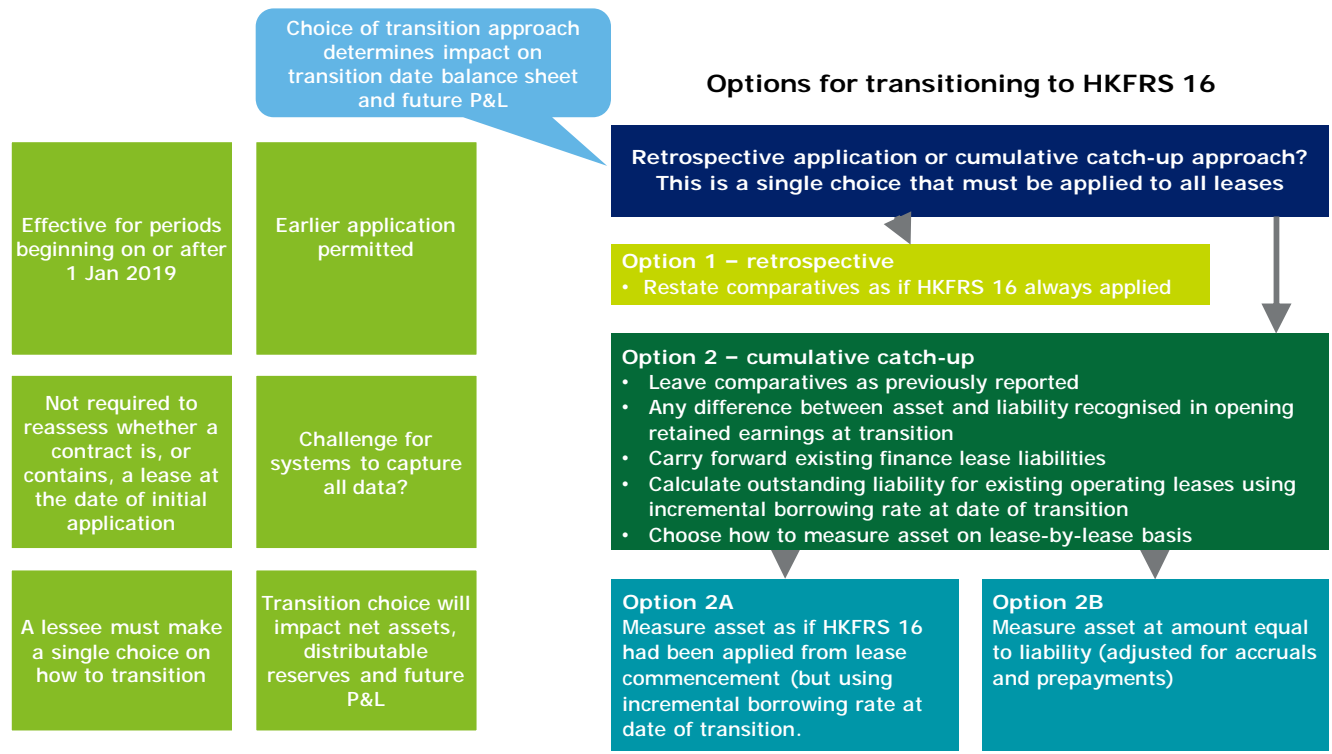 Choice of transition approach
determines impact on
transition date balance sheet
and future P&L
Options for transitioning to HKFRS 16
Retrospective application or cumulative catch-up approach?
This is a single choice that must be applied to all leases
Effective for periods
beginning on or after
1 Jan 2019
Earlier application
permitted
Not required to
reassess whether a
contract is, or
contains, a lease at
the date of initial
application
Challenge for
systems to capture
all data?
A lessee must make
a single choice on
how to transition
Transition choice will
impact net assets,
distributable
reserves and future
P&L
Option 1 – retrospective
• Restate comparatives as if HKFRS 16 always applied
Option 2 – cumulative catch-up
• Leave comparatives as previously reported
• Any difference between asset and liability recognised in opening
retained earnings at transition
• Carry forward existing finance lease liabilities
• Calculate outstanding liability for existing operating leases using
incremental borrowing rate at date of transition
• Choose how to measure asset on lease-by-lease basis
Option 2A
Measure asset as if HKFRS 16
had been applied from lease
commencement (but using
incremental borrowing rate at
date of transition.
Option 2B
Measure asset at amount equal
to liability (adjusted for accruals
and prepayments)